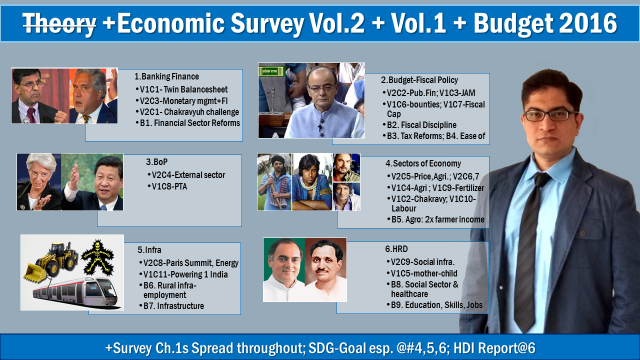 Theory +Economic Survey Vol.2 + Vol.1 + Budget 2016
1.Banking Finance
•V1C1- Twin Balancesheet
•V2C3-Monetary mgmt+FI
•V2C1- Chakravyuh challenge
•B1. Financial Sector Reforms
2.Budget-Fiscal Policy
•V2C2-Pub.Fin; V1C3-JAM
•V1C6-bounties; V1C7-Fiscal
Cap
•B2. Fiscal Discipline
•B3. Tax Reforms; B4. Ease of
3.BoP
•V2C4-External sector
•V1C8-PTA
4.Sectors of Economy
•V2C5-Price,Agri.; V2C6,7
•V1C4-Agri ; V1C9-Fertilizer
•V1C2-Chakravy; V1C10-
Labour
•B5. Agro: 2x farmer income
5.Infra
•V2C8-Paris Summit, Energy
•V1C11-Powering 1 India
•B6. Rural infra-
employment
•B7. Infrastructure
6.HRD
•V2C9-Social infra.
•V1C5-mother-child
•B8. Social Sector &
healthcare
•B9. Education, Skills, Jobs
+Survey Ch.1s Spread throughout; SDG-Goal esp. @#4,5,6; HDI Report@6